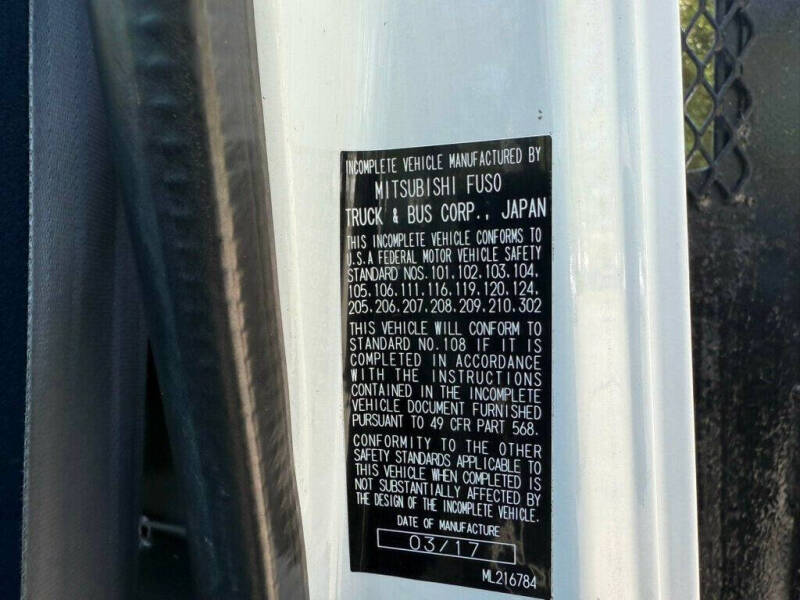 INCOMPLETE VEHICLE MANUFACTURED BY
MITSUBISHI FUSO
TRUCK & BUS CORP., JAPAN
THIS INCOMPLETE VEHICLE CONFORMS TO
U.S.A FEDERAL MOTOR VEHICLE SAFETY
STANDARD NOS.101.102.103.104.
105.106.111.116.119.120.124.
205.206.207.208.209.210.302
THIS VEHICLE WILL CONFORM TO
STANDARD NO.108 IF IT IS
COMPLETED IN ACCORDANCE
WITH THE INSTRUCTIONS
CONTAINED IN THE INCOMPLETE
VEHICLE DOCUMENT FURNISHED
PURSUANT TO 49 CFR PART 568.
CONFORMITY TO THE OTHER
SAFETY STANDARDS APPLICABLE TO
THIS VEHICLE WHEN COMPLETED IS
NOT SUBSTANTIALLY AFFECTED BY
THE DESIGN OF THE INCOMPLETE VEHICLE.
DATE OF MANUFACTURE
03/17
ML216784